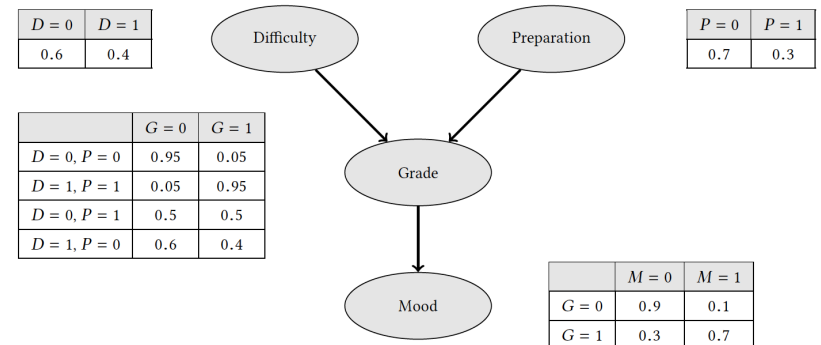 D = 0 D = 1
0.6 0.4
Difficulty
Preparation
P = 0 P = 1
0.7 0.3
G = 0 G = 1
D = 0, P = 0 0.95 0.05
D = 1, P = 1 0.05 0.95
D = 0, P = 1 0.5 0.5
D = 1, P = 0 0.6 0.4
Grade
Mood
M = 0 M = 1
G = 0 0.9 0.1
G = 1 0.3 0.7